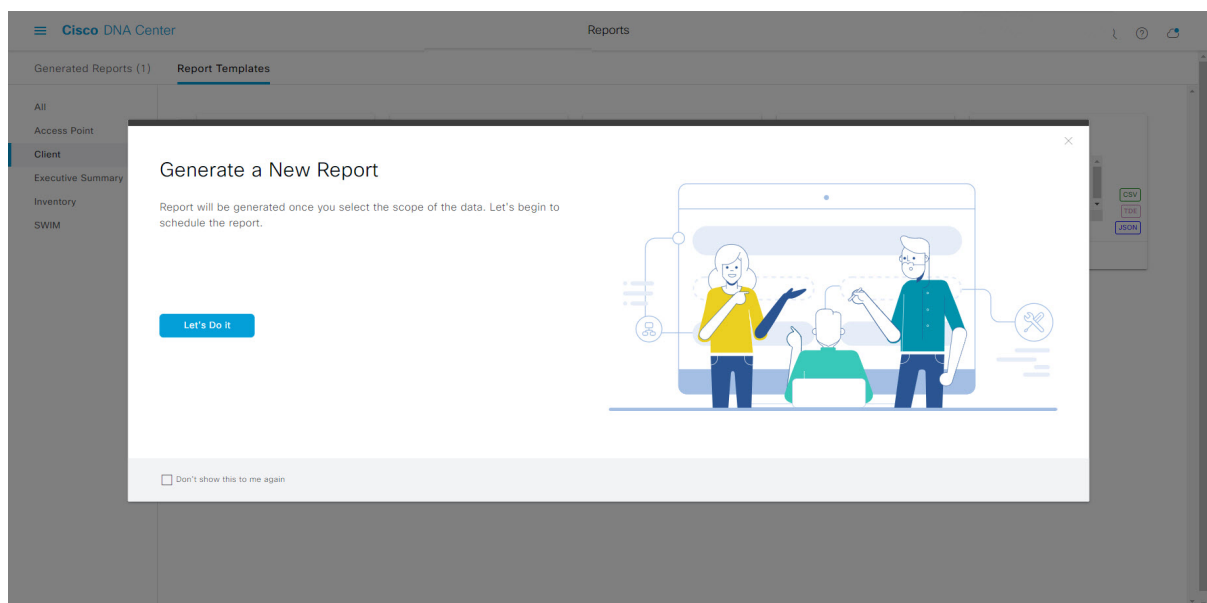 Cisco DNA Center
Reports
Generated Reports (1)
Report Templates
All
Access Point
Client
Executive Summary
Inventory
SWIM
Generate a New Report
Report will be generated once you select the scope of the data. Let's begin to
schedule the report.
Let's Do it
Don't show this to me again
CSV
TDE
JSON